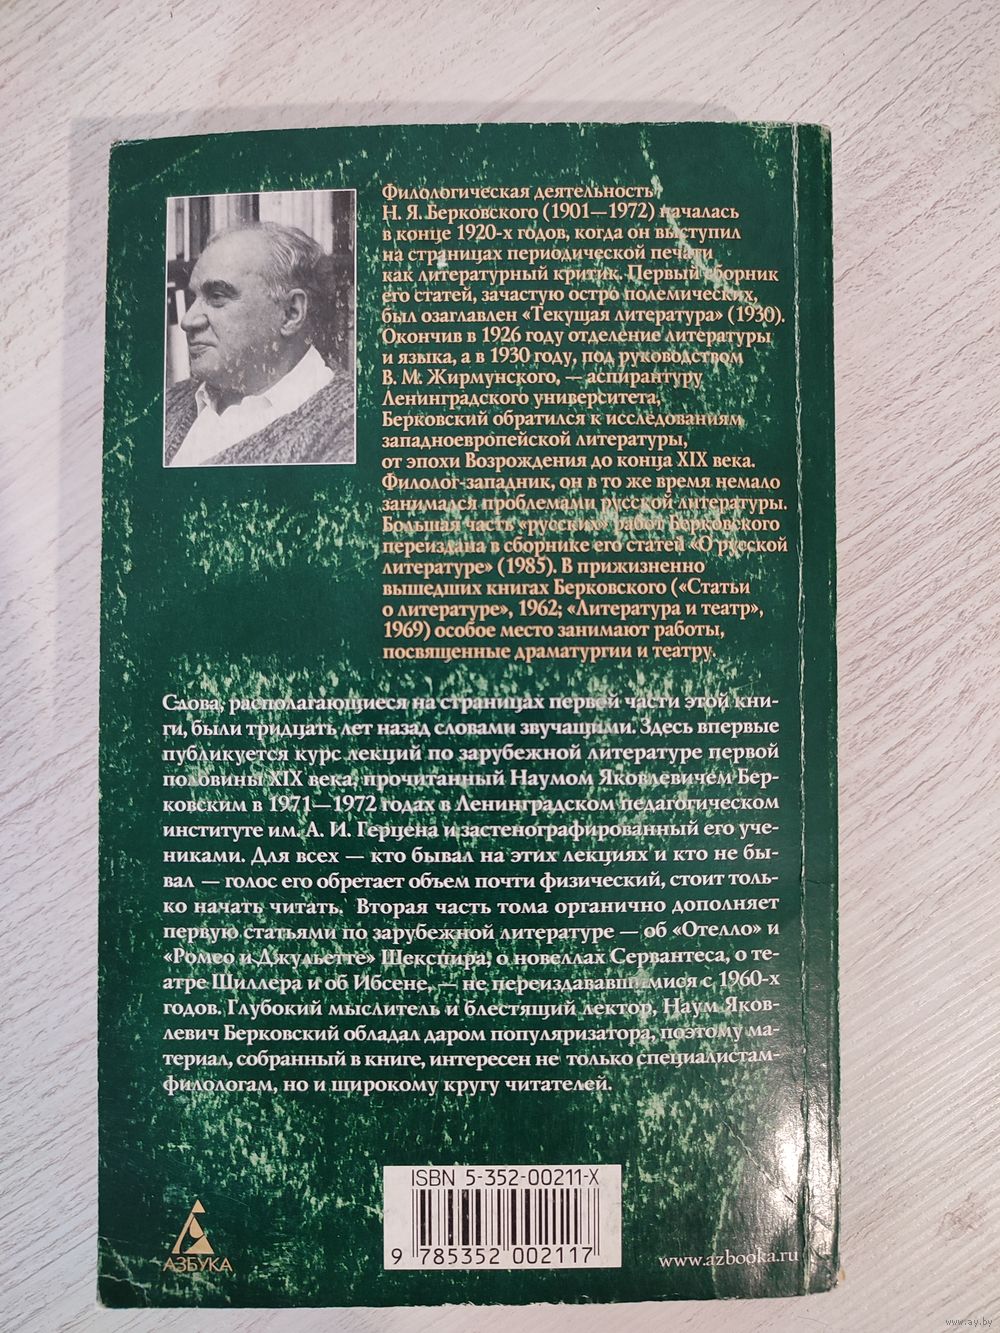 Филологическая деятельность
Н. Я. Берковского (1901—1972) началась
в конце 1920-х годов, когда он выступил
на страницах периодической печати
как литературный критик. Первый сборник
его статей, зачастую остро полемических,
был озаглавлен «Текущая литература» (1930).
Окончив в 1926 году отделение литературы
и языка, а в 1930 году, под руководством
В. М. Жирмунского, — аспирантуру
Ленинградского университета,
Берковский обратился к исследованиям
западноевропейской литературы,
от эпохи Возрождения до конца XIX века.
Филолог-западник, он в то же время немало
занимался проблемами русской литературы.
Большая часть «русских» работ Берковского
переиздана в сборнике его статей «О русской
литературе» (1985). В прижизненно
вышедших книгах Берковского («Статьи
о литературе», 1962; «Литература и театр»,
1969) особое место занимают работы,
посвященные драматургии и театру.
Слова, располагающиеся на страницах первой части этой кни-
ги, были тридцать лет назад словами звучащими. Здесь впервые
публикуется курс лекций по зарубежной литературе первой
половины XIX века, прочитанный Наумом Яковлевичем Бер-
ковским в 1971—1972 годах в Ленинградском педагогическом
институте им. А. И. Герцена и застенографированный его уче-
никами. Для всех — кто бывал на этих лекциях и кто не бы-
вал — голос его обретает объем почти физический, стоит толь-
ко начать читать. Вторая часть тома органично дополняет
первую статьями по зарубежной литературе — об «Отелло» и
«Ромео и Джульетте» Шекспира, о новеллах Сервантеса, о те-
атре Шиллера и об Ибсене, — не переиздававшимися с 1960-х
годов. Глубокий мыслитель и блестящий лектор, Наум Яков-
левич Берковский обладал даром популяризатора, поэтому ма-
териал, собранный в книге, интересен не только специалистам-
филологам, но и широкому кругу читателей.
ISBN 5-352-00211-X
9 785352 002117
АЗБУКА
www.azbooka.ru
www.ay.by